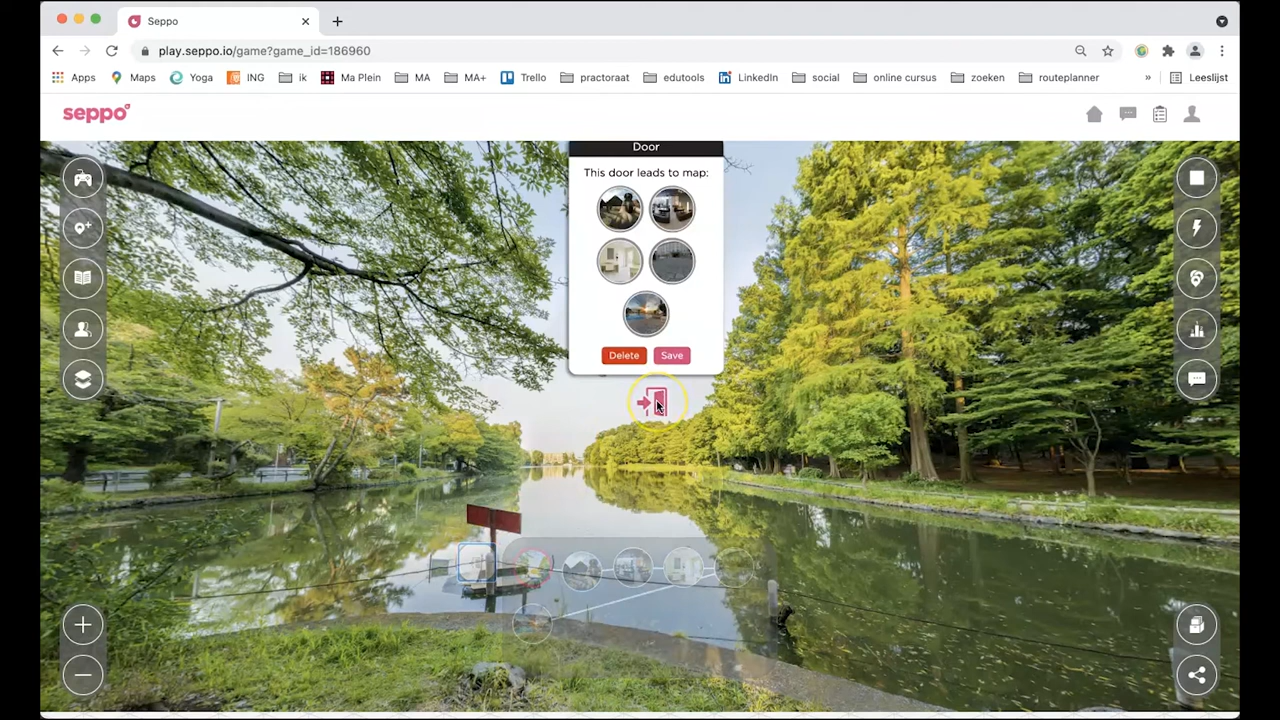 Seppo
play.seppo.io/game?game_id=186960
Apps Maps Yoga ING ik Ma Plein MA MA+ Trello practoraat edutools LinkedIn social online cursus zoeken routeplanner » Leeslijst
seppo
Door
This door leads to map:
Delete Save